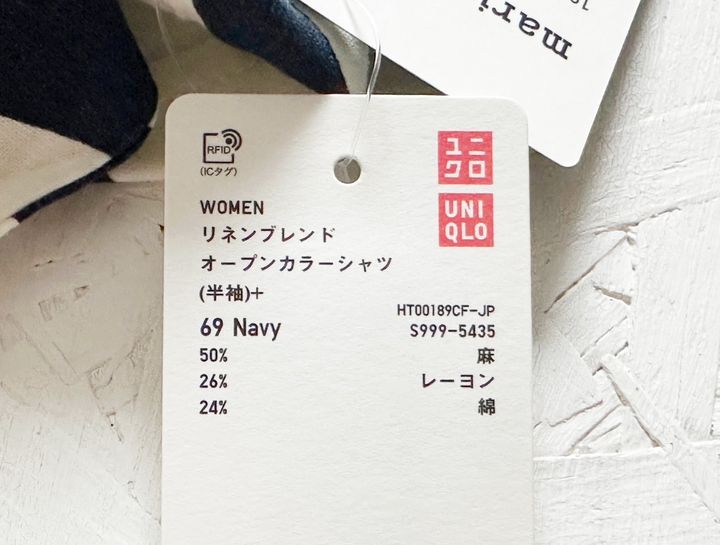 mari
RFID
(ICタグ)
ユニ
クロ
UNI
QLO
WOMEN
リネンブレンド
オープンカラーシャツ
(半袖)+
HT00189CF-JP
69 Navy
S999-5435
50% 麻
26% レーヨン
24% 綿